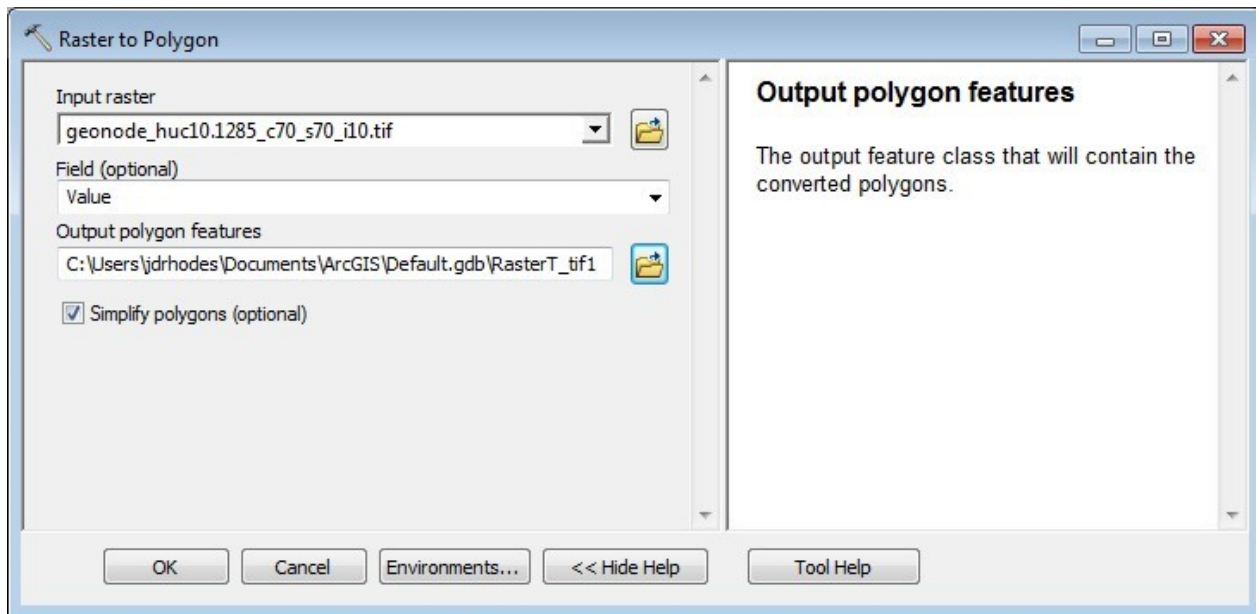 Raster to Polygon
Input raster
geonode_huc10.1285_c70_s70_i10.tif
Field (optional)
Value
Output polygon features
C:\Users\jdrhodes\Documents\ArcGIS\Default.gdb\RasterT_tif1
Simplify polygons (optional)
Output polygon features
The output feature class that will contain the
converted polygons.
OK
Cancel
Environments...
<< Hide Help
Tool Help